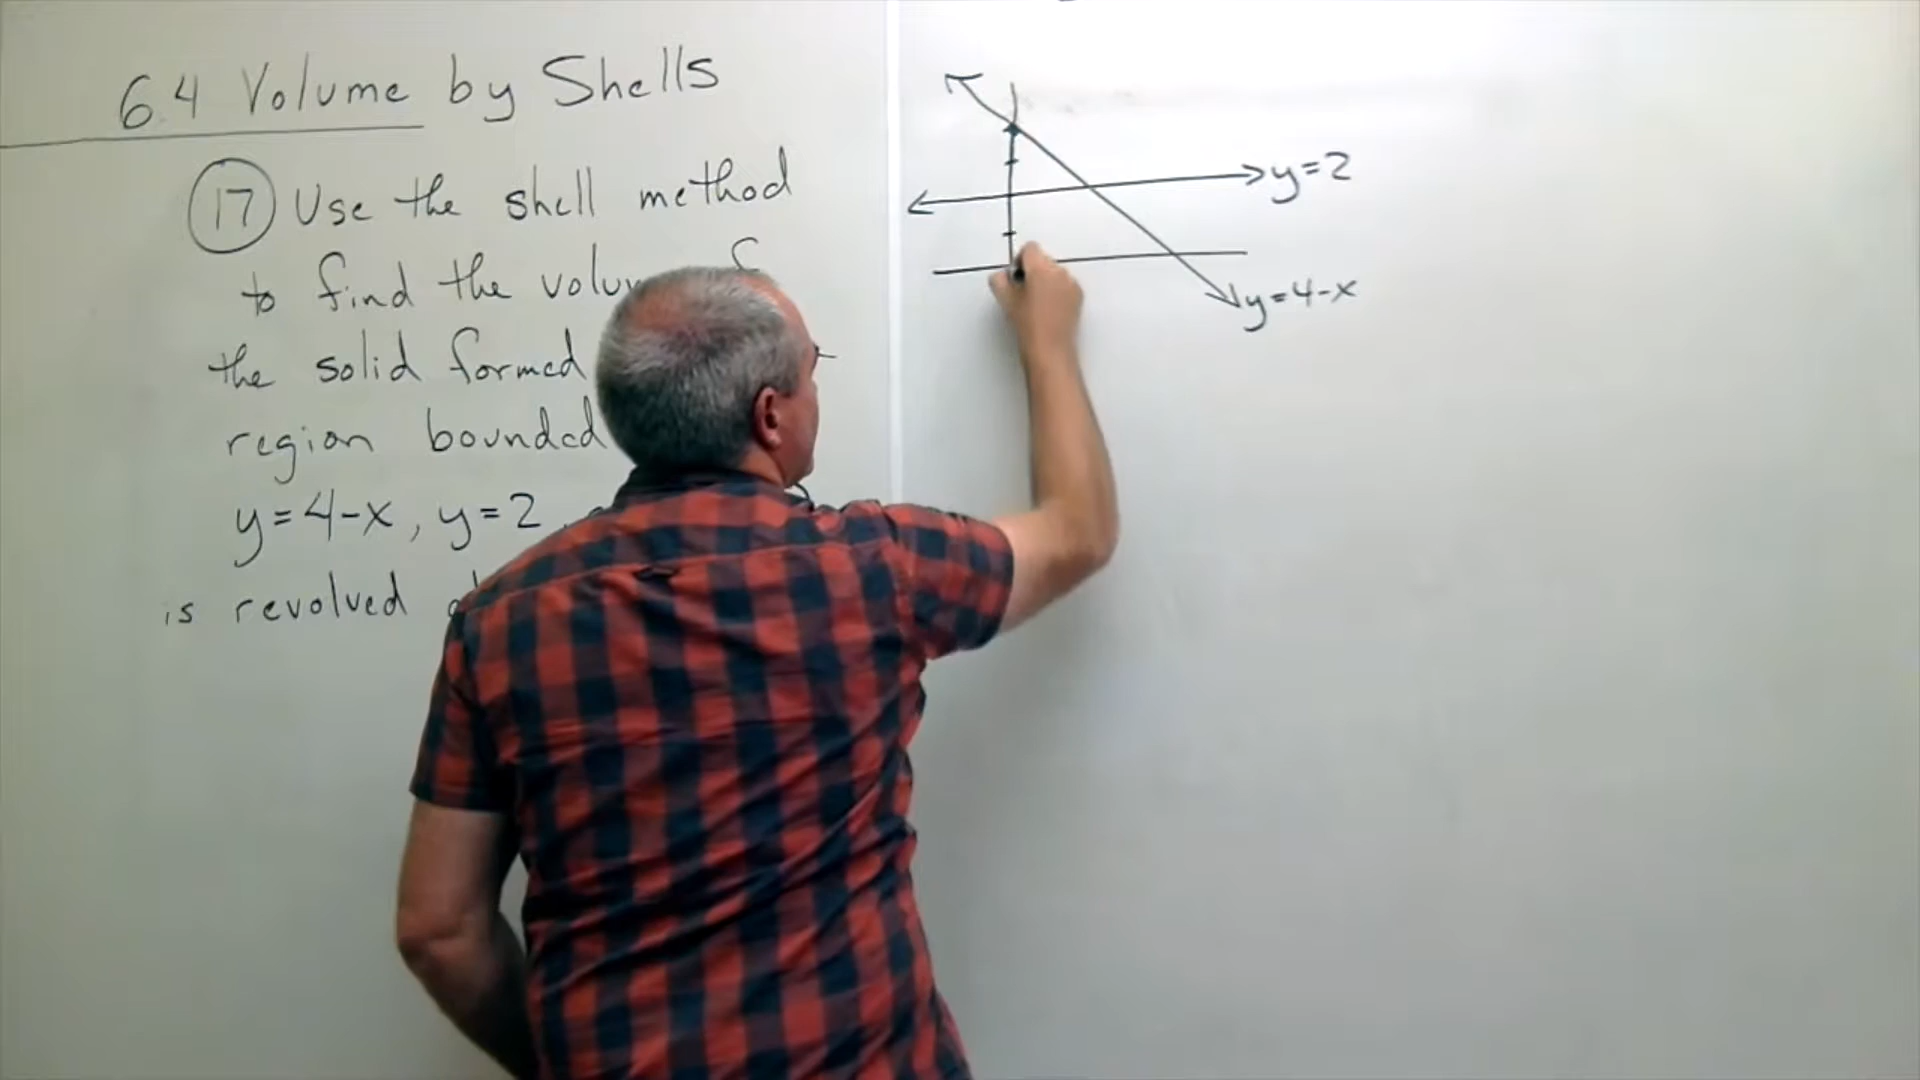 6.4 Volume by Shells
17 Use the shell method
to find the
the solid formed
region bounded
y=4-x, y=2
is revolved
y=2
y=4-x